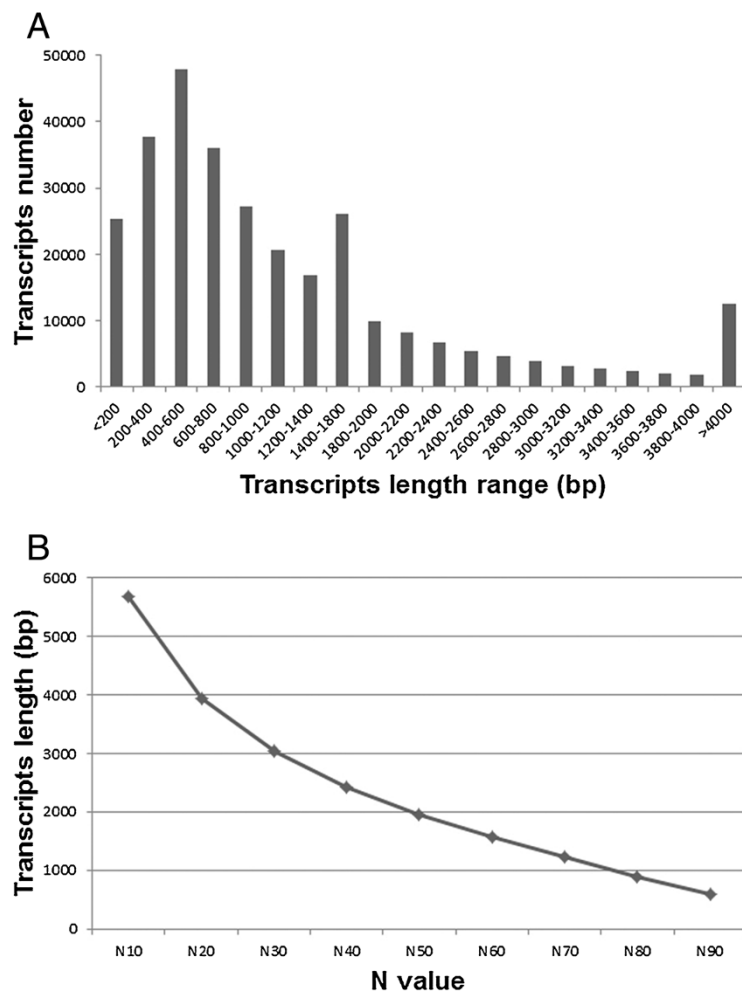 A
Transcripts number
50000
40000
30000
20000
10000
0
<200
200-400
400-600
600-800
800-1000
1000-1200
1200-1400
1400-1800
1800-2000
2000-2200
2200-2400
2400-2600
2600-2800
2800-3000
3000-3200
3200-3400
3400-3600
3600-3800
3800-4000
>4000
Transcripts length range (bp)
B
Transcripts length (bp)
6000
5000
4000
3000
2000
1000
0
N10
N20
N30
N40
N50
N60
N70
N80
N90
N value